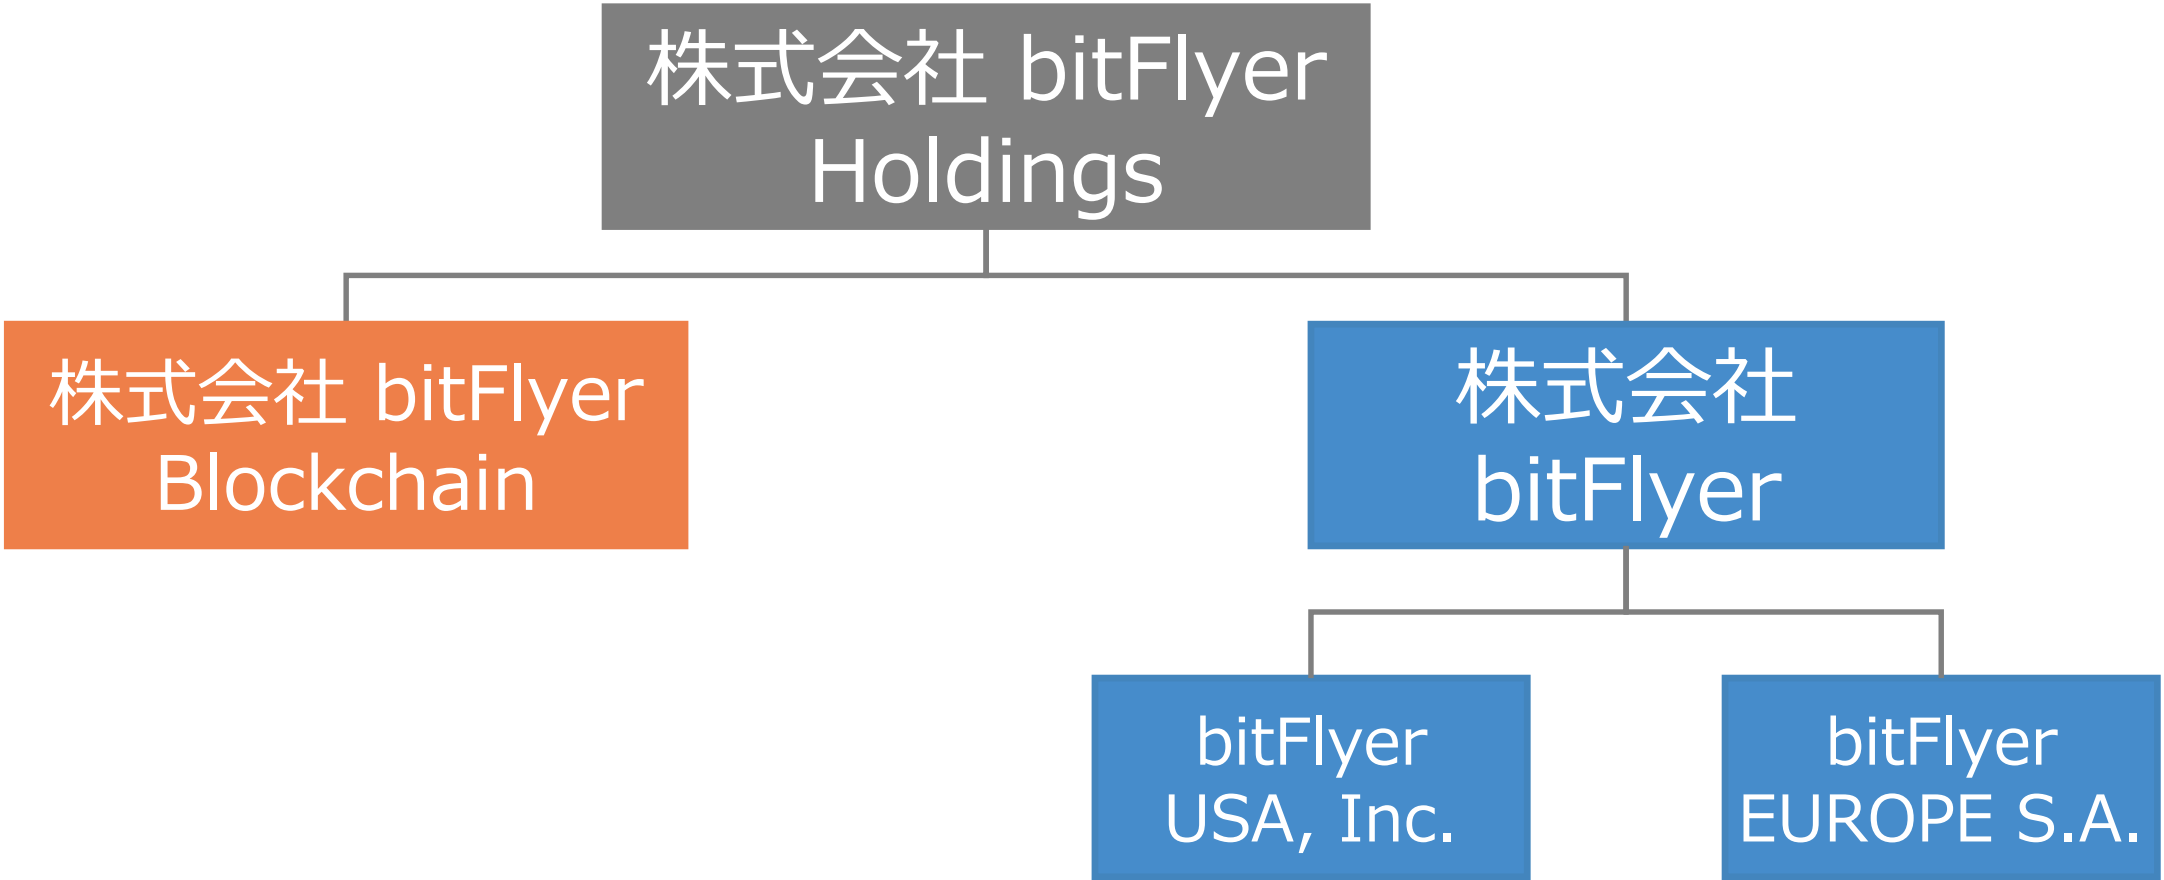 株式会社 bitFlyer
Holdings
株式会社 bitFlyer
Blockchain
株式会社
bitFlyer
bitFlyer
USA, Inc.
bitFlyer
EUROPE S.A.